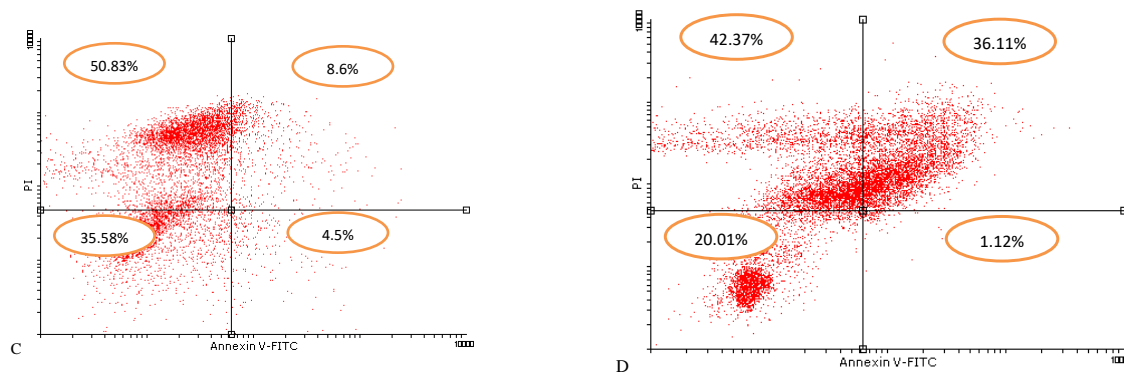 50.83%
8.6%
PI
35.58%
4.5%
Annexin V-FITC
C
42.37%
36.11%
PI
20.01%
1.12%
Annexin V-FITC
D